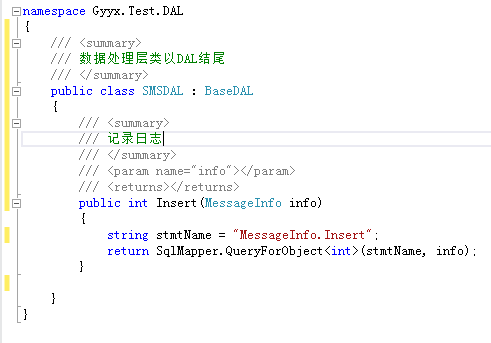 namespace Gyyx.Test.DAL
{
/// <summary>
/// 数据处理层类以DAL结尾
/// </summary>
public class SMSDAL : BaseDAL
{
/// <summary>
/// 记录日志
/// </summary>
/// <param name="info"></param>
/// <returns></returns>
public int Insert(MessageInfo info)
{
string stmtName = "MessageInfo.Insert";
return SqlMapper.QueryForObject<int>(stmtName, info);
}
}
}